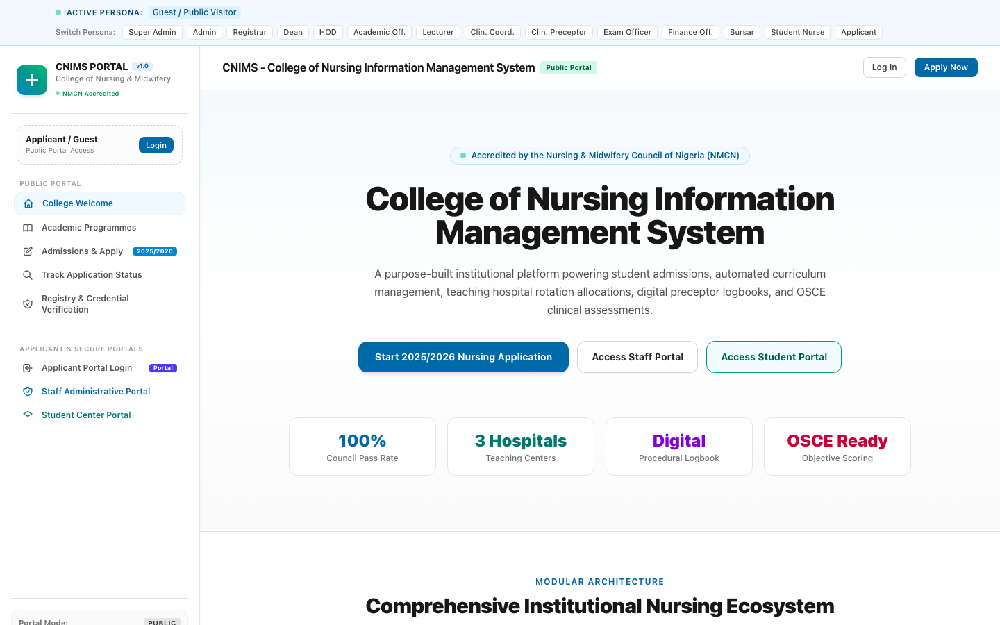 ACTIVE PERSONA: Guest / Public Visitor
Switch Persona: Super Admin Admin Registrar Dean HOD Academic Off. Lecturer Clin. Coord. Clin. Preceptor Exam Officer Finance Off. Bursar Student Nurse Applicant
CNIMS PORTAL v1.0
College of Nursing & Midwifery
NMCN Accredited
Applicant / Guest
Public Portal Access
Login
PUBLIC PORTAL
College Welcome
Academic Programmes
Admissions & Apply 2025/2026
Track Application Status
Registry & Credential
Verification
APPLICANT & SECURE PORTALS
Applicant Portal Login Portal
Staff Administrative Portal
Student Center Portal
Portal Mode: PUBLIC
CNIMS - College of Nursing Information Management System Public Portal
Log In Apply Now
Accredited by the Nursing & Midwifery Council of Nigeria (NMCN)
College of Nursing Information
Management System
A purpose-built institutional platform powering student admissions, automated curriculum
management, teaching hospital rotation allocations, digital preceptor logbooks, and OSCE
clinical assessments.
Start 2025/2026 Nursing Application Access Staff Portal Access Student Portal
100%
Council Pass Rate
3 Hospitals
Teaching Centers
Digital
Procedural Logbook
OSCE Ready
Objective Scoring
MODULAR ARCHITECTURE
Comprehensive Institutional Nursing Ecosystem